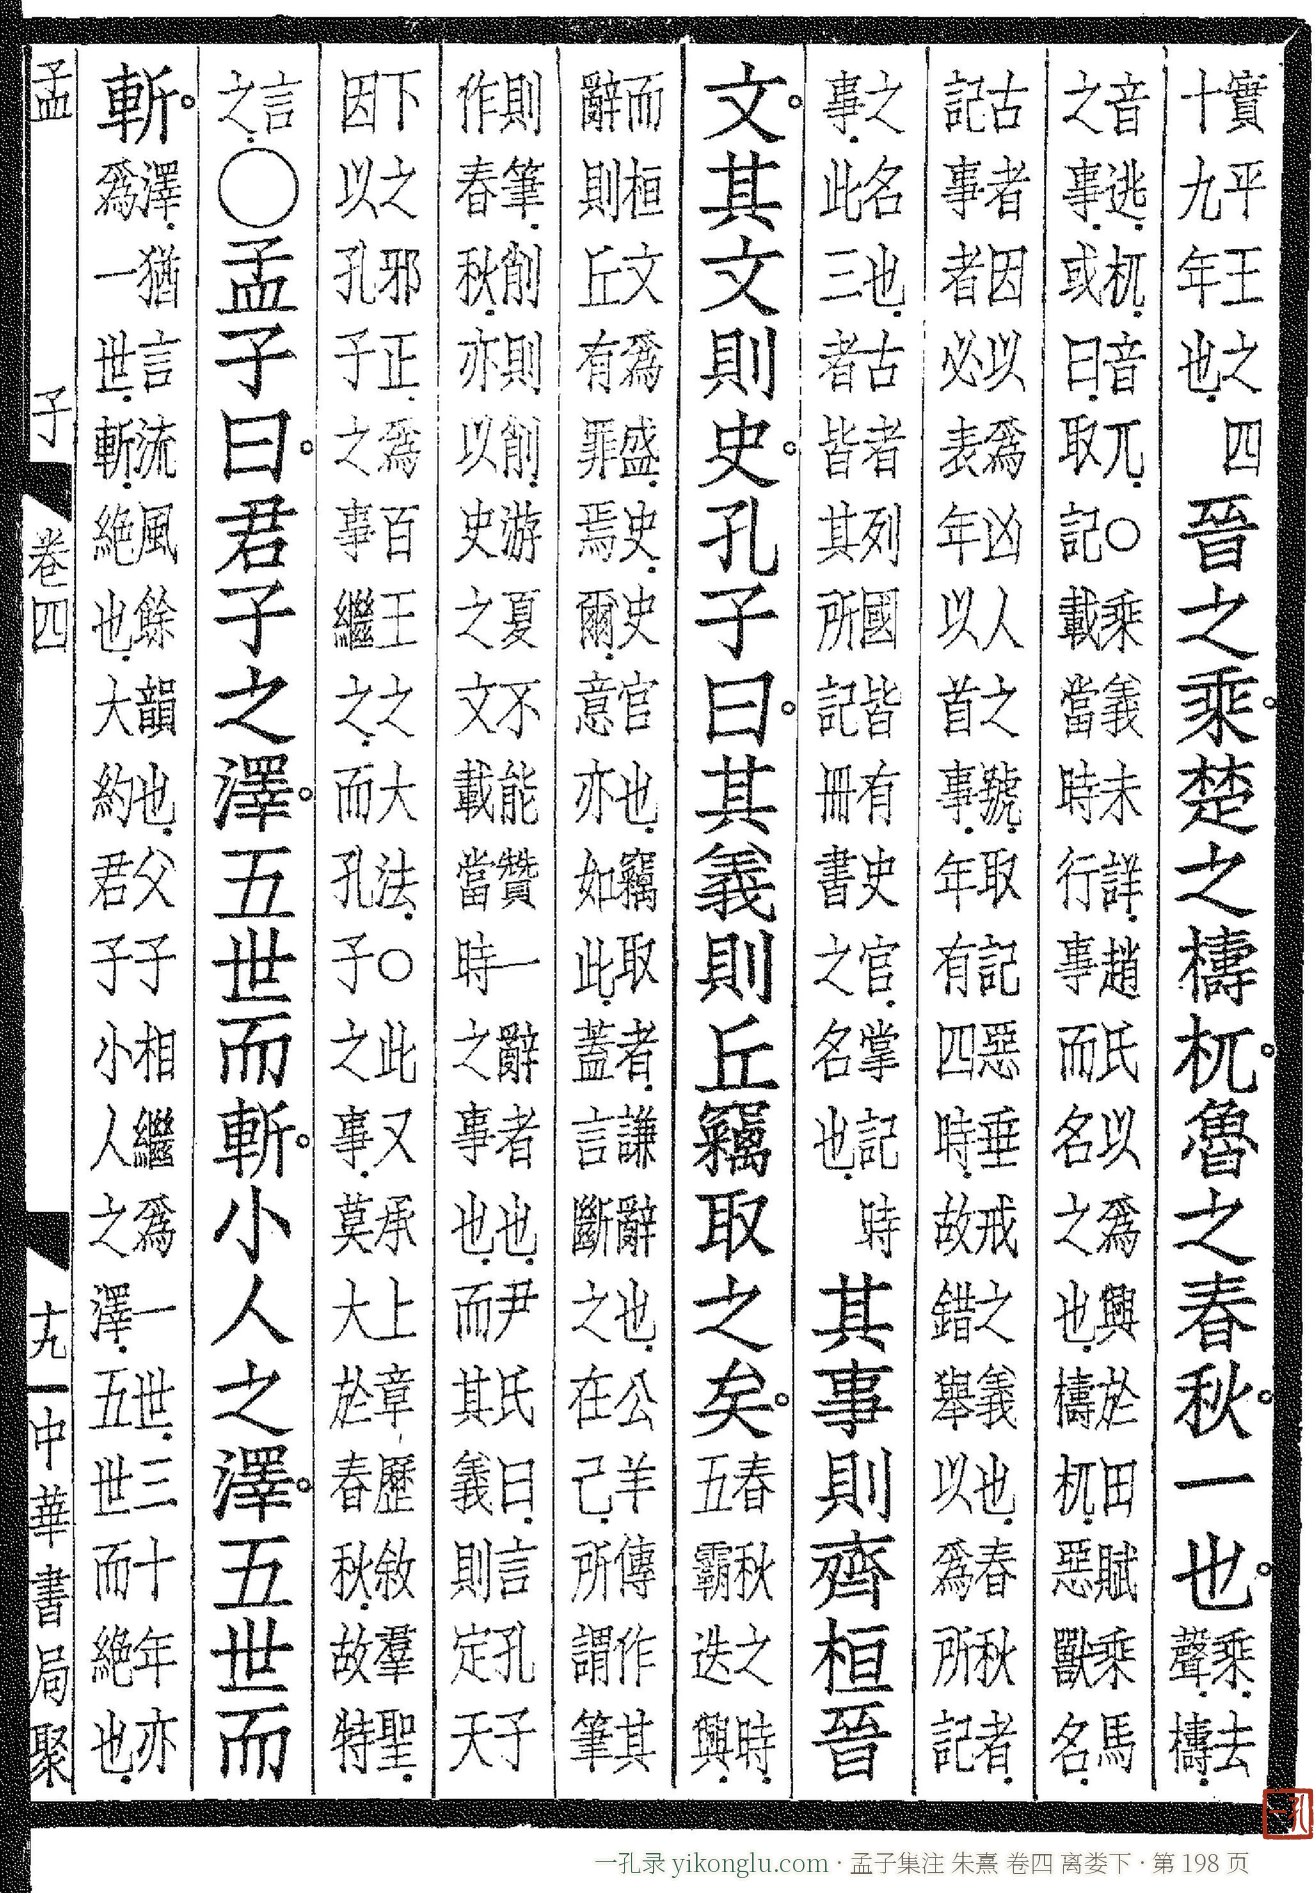 實平王之四
十九年也
晉之乘楚之檮杌魯之春秋一也
乘去
聲檮
音逃杌音兀○乘義未詳趙氏以爲興於田賦乘馬
之事或曰取記載當時行事而名之也檮杌惡獸名
古者因以爲凶人之號取記惡垂戒之義也春秋者
記事者必表年以首事年有四時故錯舉以爲所記
之名也古者列國皆有史官掌記時
事此三者皆其所記冊書之名也
其事則齊桓晉
文其文則史孔子曰其義則丘竊取之矣
春秋之時
五霸迭興
而桓文爲盛史史官也竊取者謙辭也公羊傳作其
辭則丘有罪焉爾意亦如此蓋言斷之在己所謂筆
則筆削則削游夏不能贊一辭者也尹氏曰言孔子
作春秋亦以史之文載當時之事也而其義則定天
下之邪正爲百王之大法○此又承上章歷敘羣聖
因以孔子之事繼之而孔子之事莫大於春秋故特
言
之
○孟子曰君子之澤五世而斬小人之澤五世而
斬
澤猶言流風餘韻也父子相繼爲一世三十年亦
爲一世斬絕也大約君子小人之澤五世而絕也
孟子 卷四 十九 中華書局聚
一孔
一孔录 yikonglu.com · 孟子集注 朱熹 卷四 离娄下 · 第 198 页